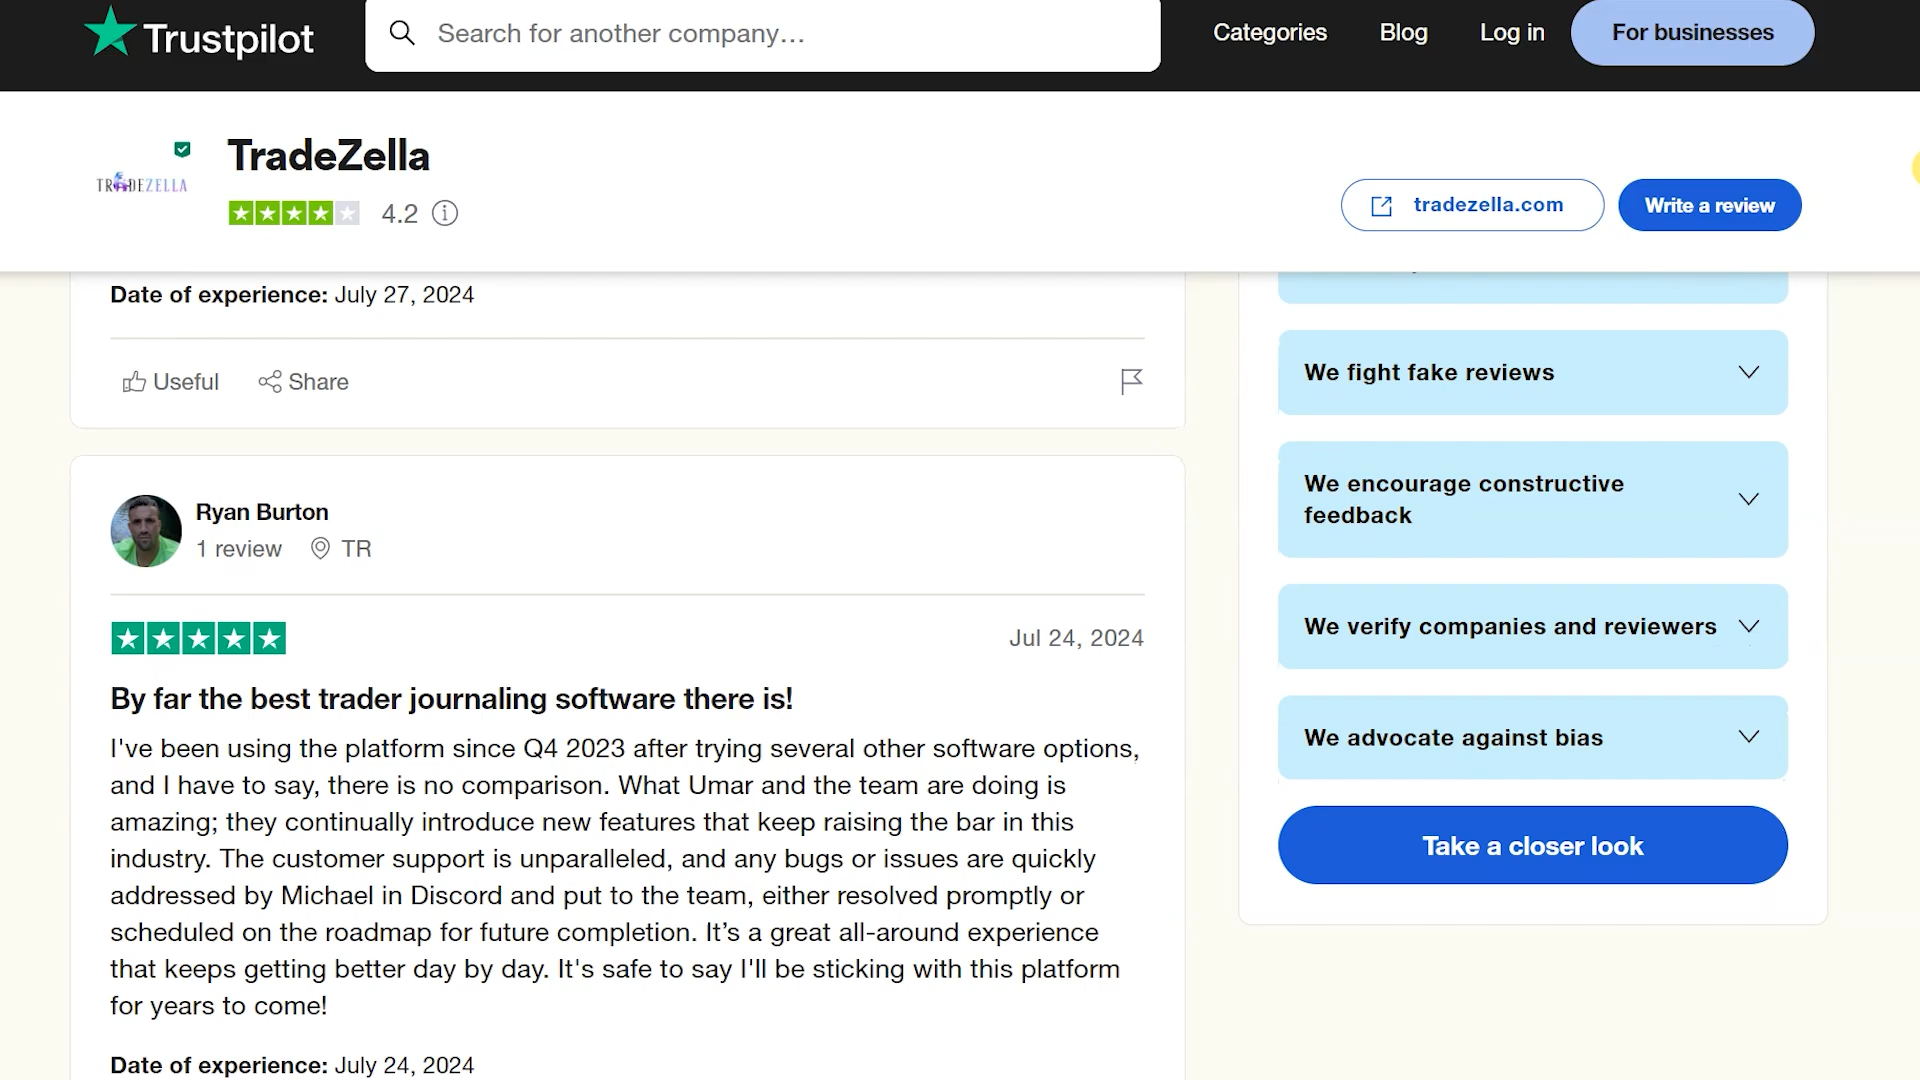 Trustpilot
Search for another company…
Categories
Blog
Log in
For businesses
TRADEZELLA
TradeZella
4.2
tradezella.com
Write a review
Date of experience: July 27, 2024
Useful
Share
Ryan Burton
1 review
TR
Jul 24, 2024
By far the best trader journaling software there is!
I've been using the platform since Q4 2023 after trying several other software options,
and I have to say, there is no comparison. What Umar and the team are doing is
amazing; they continually introduce new features that keep raising the bar in this
industry. The customer support is unparalleled, and any bugs or issues are quickly
addressed by Michael in Discord and put to the team, either resolved promptly or
scheduled on the roadmap for future completion. It’s a great all-around experience
that keeps getting better day by day. It's safe to say I'll be sticking with this platform
for years to come!
Date of experience: July 24, 2024
We fight fake reviews
We encourage constructive
feedback
We verify companies and reviewers
We advocate against bias
Take a closer look